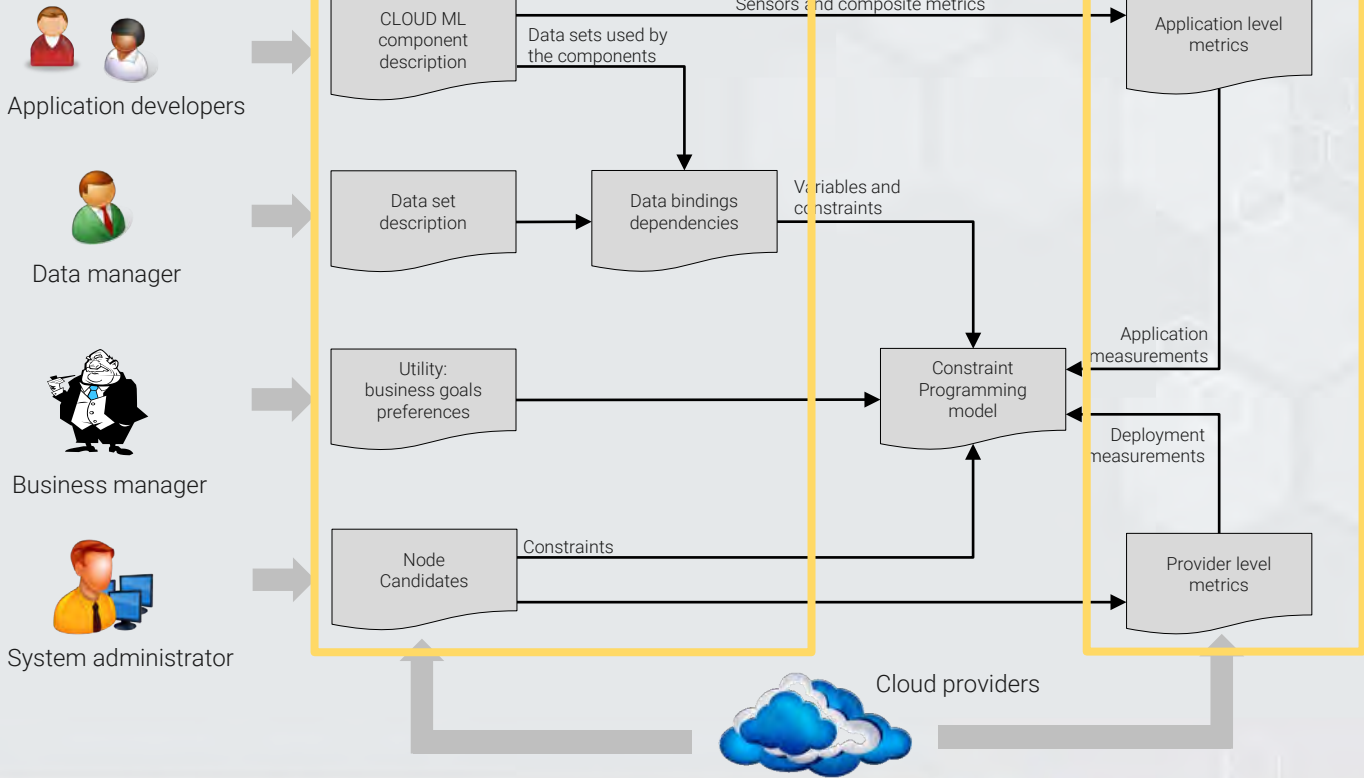 Sensors and composite metrics
CLOUD ML
component
description
Data sets used by
the components
Application level
metrics
Application developers
Data set
description
Data bindings
dependencies
Variables and
constraints
Data manager
Application
measurements
Utility:
business goals
preferences
Constraint
Programming
model
Deployment
measurements
Business manager
Constraints
Node
Candidates
Provider level
metrics
System administrator
Cloud providers